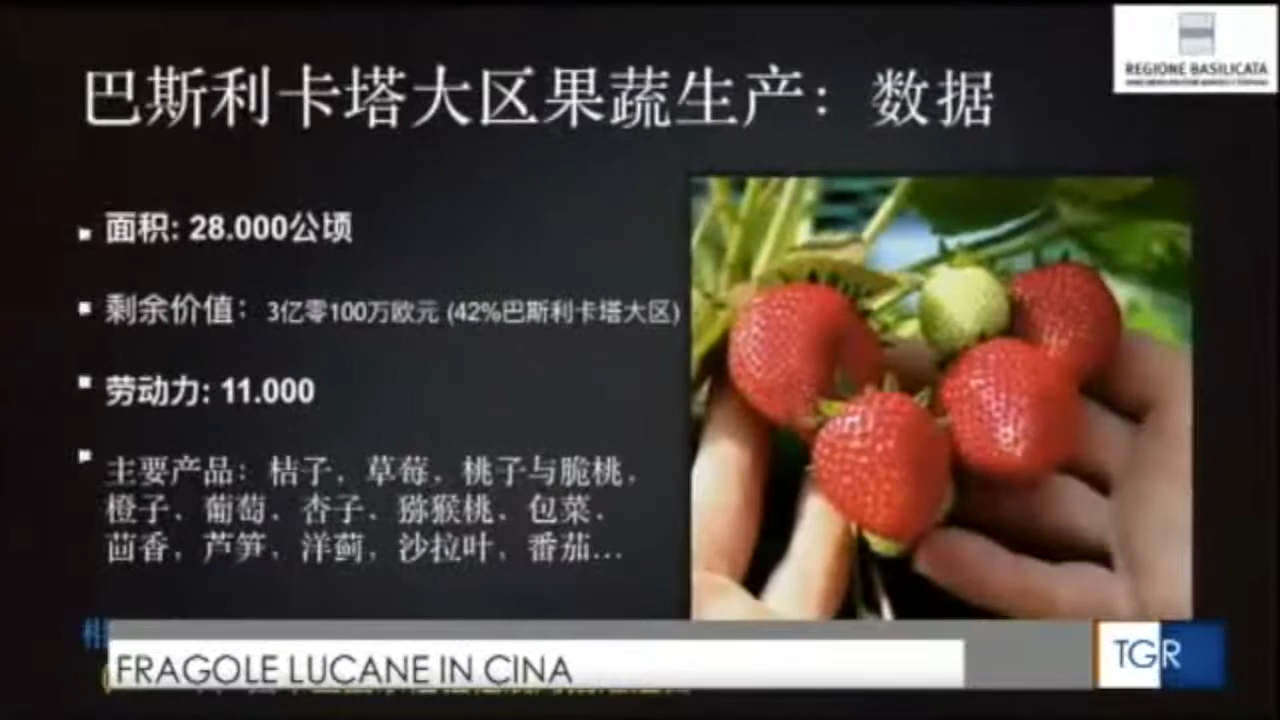 REGIONE BASILICATA
巴斯利卡塔大区果蔬生产：数据
面积: 28.000公顷
剩余价值：3亿零100万欧元 (42%巴斯利卡塔大区)
劳动力: 11.000
主要产品：桔子，草莓，桃子与脆桃，
橙子，葡萄，杏子，猕猴桃，包菜，
茴香，芦笋，洋蓟，沙拉叶，番茄...
FRAGOLE LUCANE IN CINA
TGR